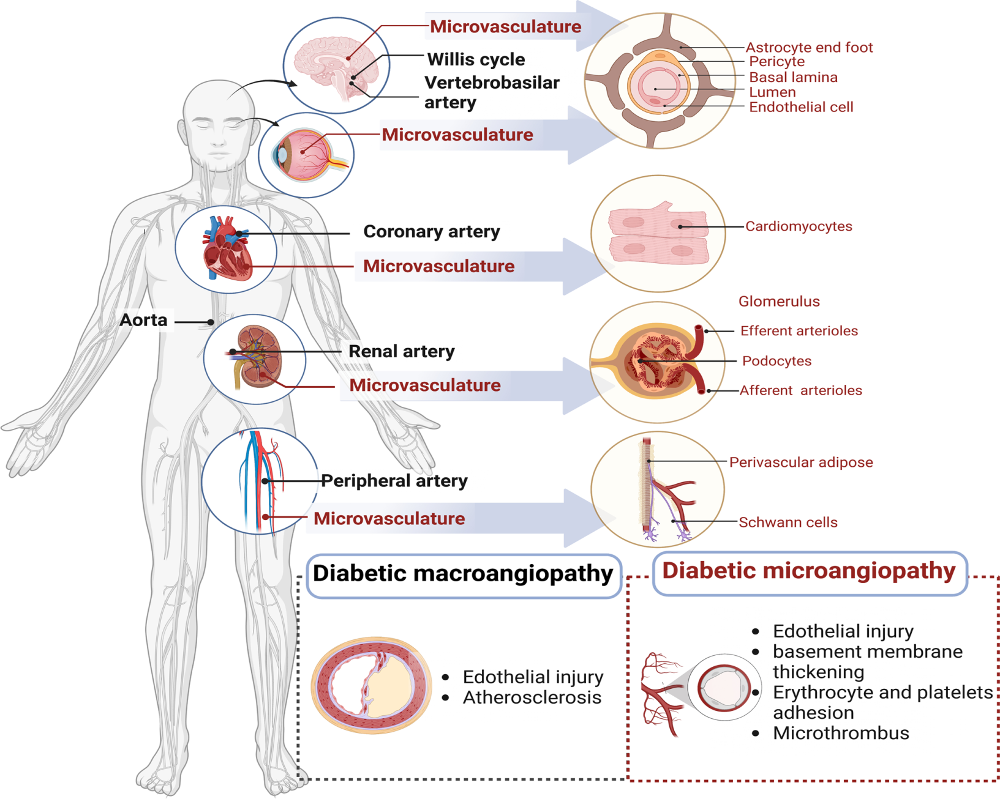 Microvasculature
Willis cycle
Vertebrobasilar
artery
Astrocyte end foot
Pericyte
Basal lamina
Lumen
Endothelial cell
Microvasculature
Coronary artery
Microvasculature
Cardiomyocytes
Aorta
Renal artery
Microvasculature
Glomerulus
Efferent arterioles
Podocytes
Afferent arterioles
Peripheral artery
Microvasculature
Perivascular adipose
Schwann cells
Diabetic macroangiopathy
• Edothelial injury
• Atherosclerosis
Diabetic microangiopathy
• Edothelial injury
• basement membrane
thickening
• Erythrocyte and platelets
adhesion
• Microthrombus